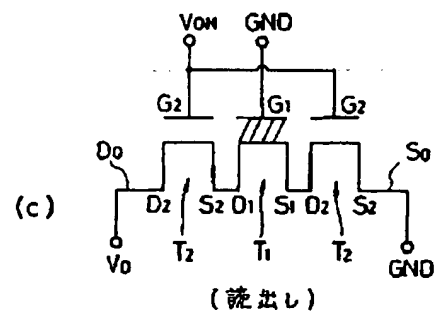 VON GND
G2 G1 G2
D0 S0
(c) D2 S2 D1 S1 D2 S2
VD T2 T1 T2 GND
(読出し)